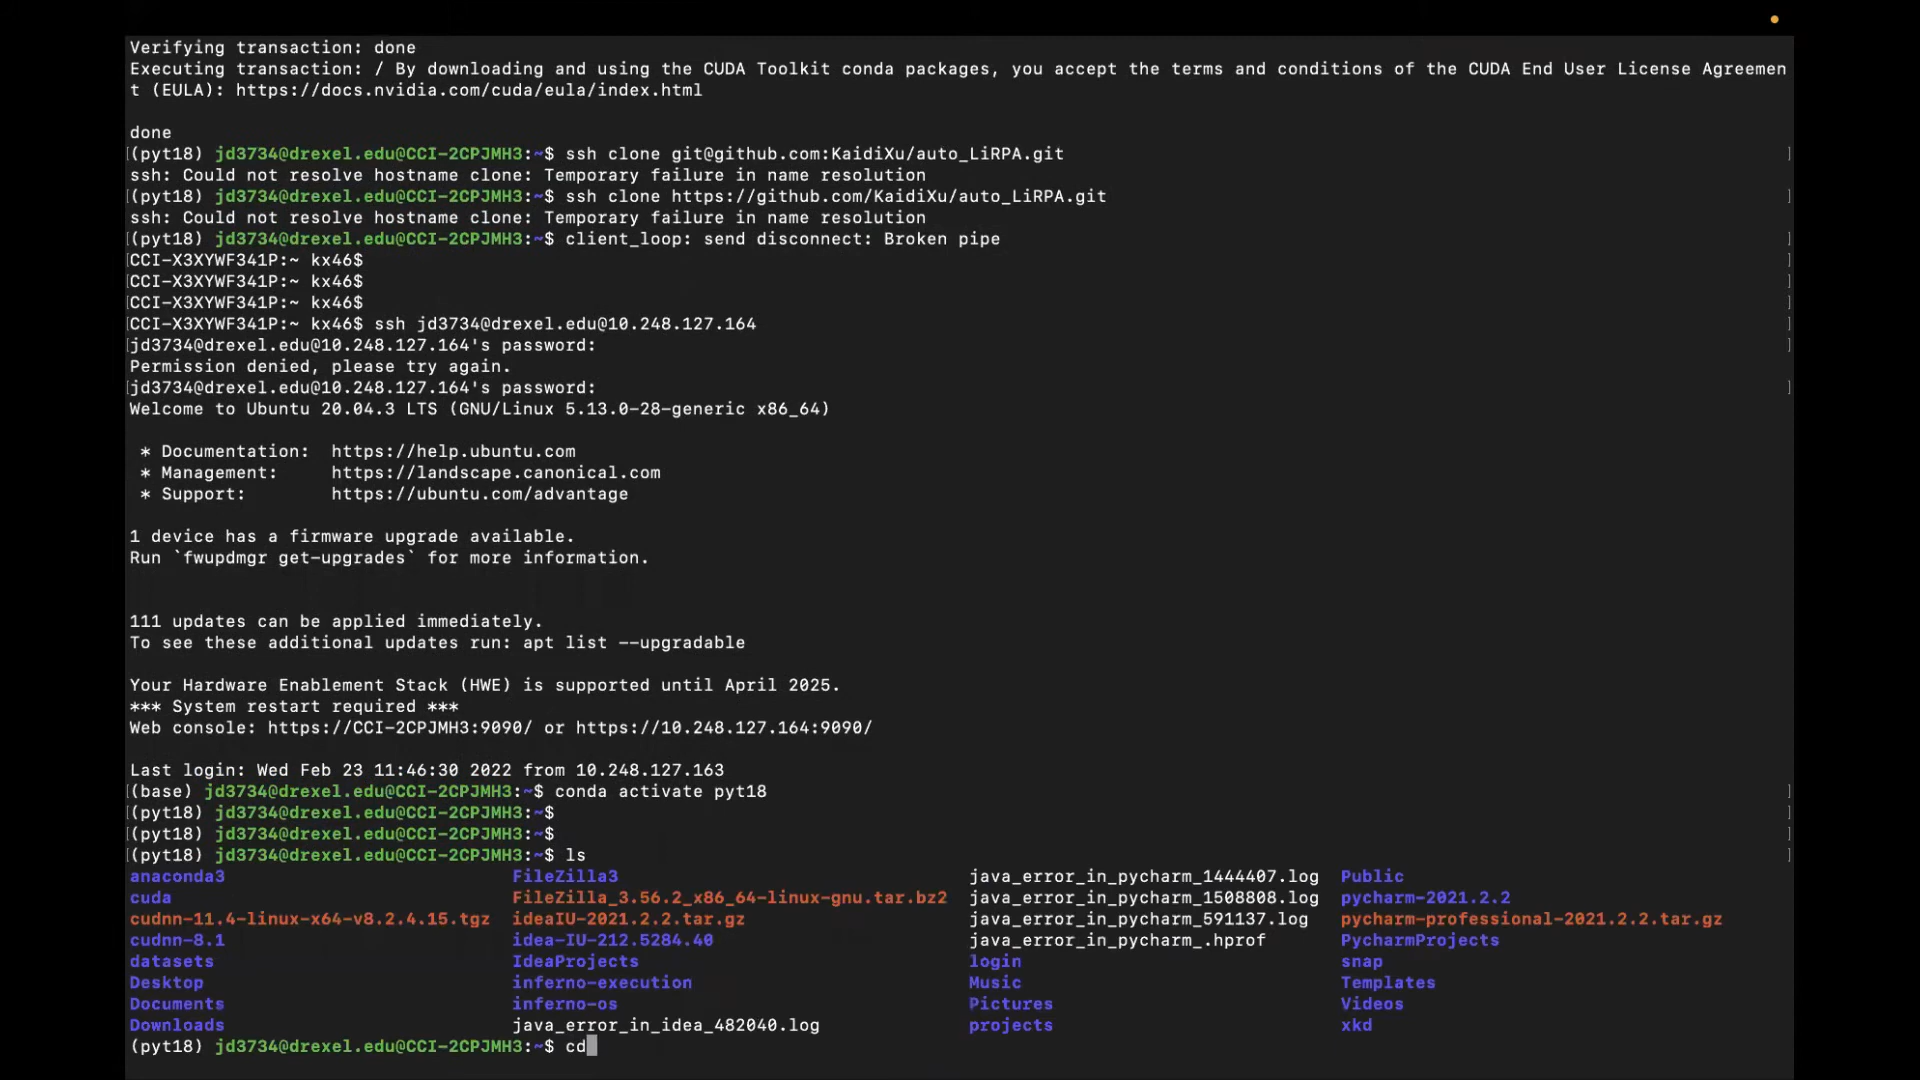 Verifying transaction: done
Executing transaction: / By downloading and using the CUDA Toolkit conda packages, you accept the terms and conditions of the CUDA End User License Agreemen
t (EULA): https://docs.nvidia.com/cuda/eula/index.html
done
[(pyt18) jd3734@drexel.edu@CCI-2CPJMH3:~$ ssh clone git@github.com:KaidiXu/auto_LiRPA.git ]
ssh: Could not resolve hostname clone: Temporary failure in name resolution
[(pyt18) jd3734@drexel.edu@CCI-2CPJMH3:~$ ssh clone https://github.com/KaidiXu/auto_LiRPA.git ]
ssh: Could not resolve hostname clone: Temporary failure in name resolution
[(pyt18) jd3734@drexel.edu@CCI-2CPJMH3:~$ client_loop: send disconnect: Broken pipe ]
[CCI-X3XYWF341P:~ kx46$ ]
[CCI-X3XYWF341P:~ kx46$ ]
[CCI-X3XYWF341P:~ kx46$ ]
[CCI-X3XYWF341P:~ kx46$ ssh jd3734@drexel.edu@10.248.127.164 ]
[jd3734@drexel.edu@10.248.127.164's password: ]
Permission denied, please try again.
[jd3734@drexel.edu@10.248.127.164's password: ]
Welcome to Ubuntu 20.04.3 LTS (GNU/Linux 5.13.0-28-generic x86_64)
* Documentation: https://help.ubuntu.com
* Management: https://landscape.canonical.com
* Support: https://ubuntu.com/advantage
1 device has a firmware upgrade available.
Run `fwupdmgr get-upgrades` for more information.
111 updates can be applied immediately.
To see these additional updates run: apt list --upgradable
Your Hardware Enablement Stack (HWE) is supported until April 2025.
*** System restart required ***
Web console: https://CCI-2CPJMH3:9090/ or https://10.248.127.164:9090/
Last login: Wed Feb 23 11:46:30 2022 from 10.248.127.163
[(base) jd3734@drexel.edu@CCI-2CPJMH3:~$ conda activate pyt18 ]
[(pyt18) jd3734@drexel.edu@CCI-2CPJMH3:~$ ]
[(pyt18) jd3734@drexel.edu@CCI-2CPJMH3:~$ ]
[(pyt18) jd3734@drexel.edu@CCI-2CPJMH3:~$ ls ]
anaconda3 FileZilla3 java_error_in_pycharm_1444407.log Public
cuda FileZilla_3.56.2_x86_64-linux-gnu.tar.bz2 java_error_in_pycharm_1508808.log pycharm-2021.2.2
cudnn-11.4-linux-x64-v8.2.4.15.tgz ideaIU-2021.2.2.tar.gz java_error_in_pycharm_591137.log pycharm-professional-2021.2.2.tar.gz
cudnn-8.1 idea-IU-212.5284.40 java_error_in_pycharm_.hprof PycharmProjects
datasets IdeaProjects login snap
Desktop inferno-execution Music Templates
Documents inferno-os Pictures Videos
Downloads java_error_in_idea_482040.log projects xkd
(pyt18) jd3734@drexel.edu@CCI-2CPJMH3:~$ cd